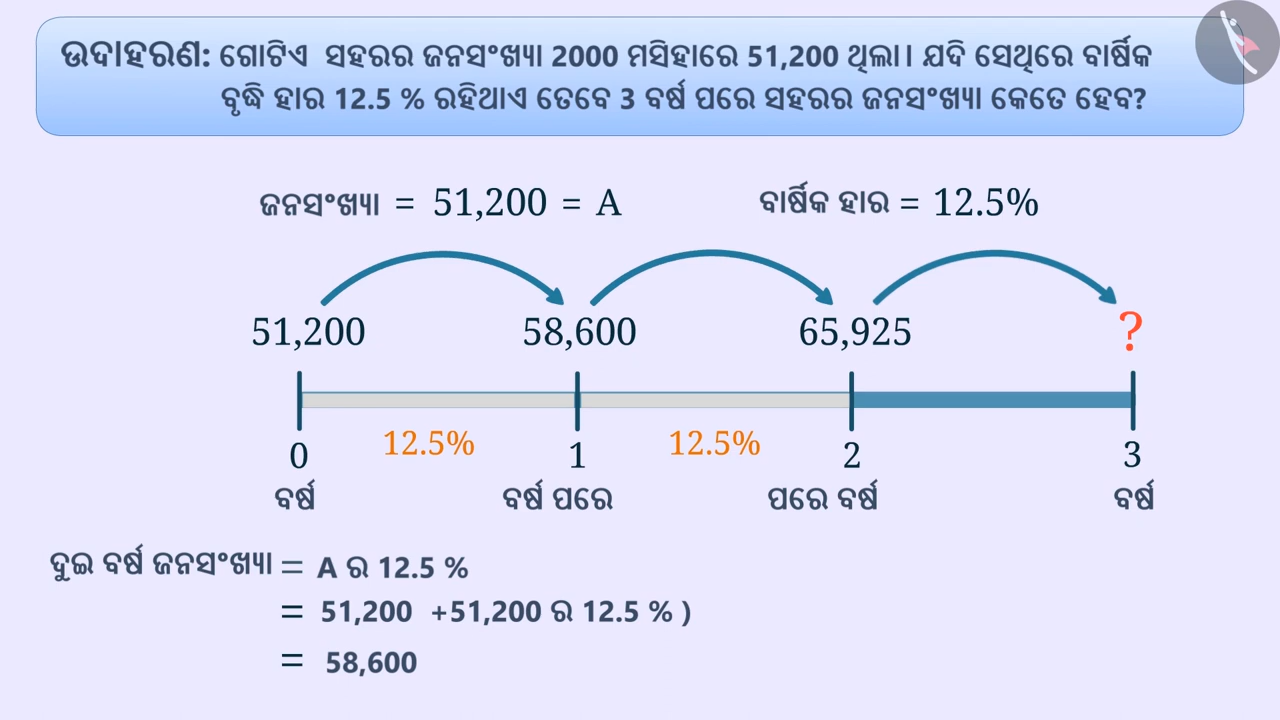 ଉଦାହରଣ: ଗୋଟିଏ ସହରର ଜନସଂଖ୍ୟା 2000 ମସିହାରେ 51,200 ଥିଲା। ଯଦି ସେଥିରେ ବାର୍ଷିକ
ବୃଦ୍ଧି ହାର 12.5 % ରହିଥାଏ ତେବେ 3 ବର୍ଷ ପରେ ସହରର ଜନସଂଖ୍ୟା କେତେ ହେବ?
ଜନସଂଖ୍ୟା = 51,200 = A ବାର୍ଷିକ ହାର = 12.5%
51,200 58,600 65,925 ?
12.5% 12.5%
0 1 2 3
ବର୍ଷ ବର୍ଷ ପରେ ପରେ ବର୍ଷ ବର୍ଷ
ଦୁଇ ବର୍ଷ ଜନସଂଖ୍ୟା = A ର 12.5 %
= 51,200 +51,200 ର 12.5 % )
= 58,600